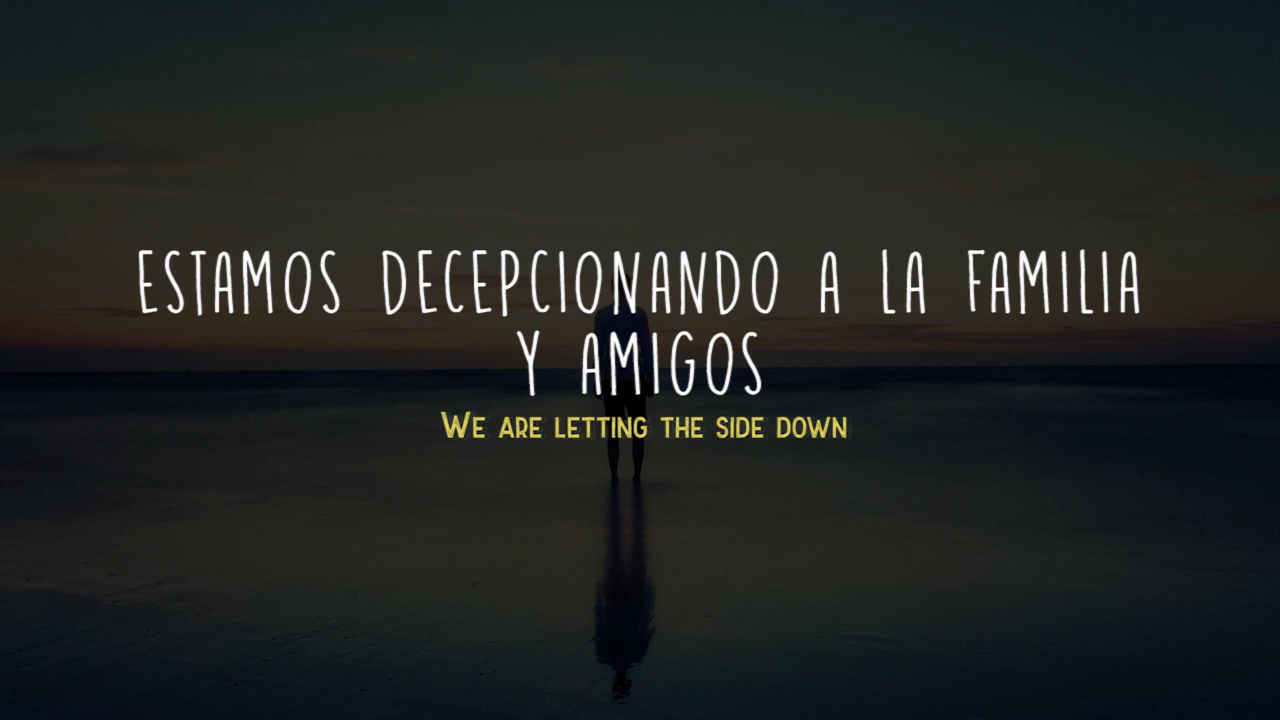 ESTAMOS DECEPCIONANDO A LA FAMILIA
Y AMIGOS
WE ARE LETTING THE SIDE DOWN